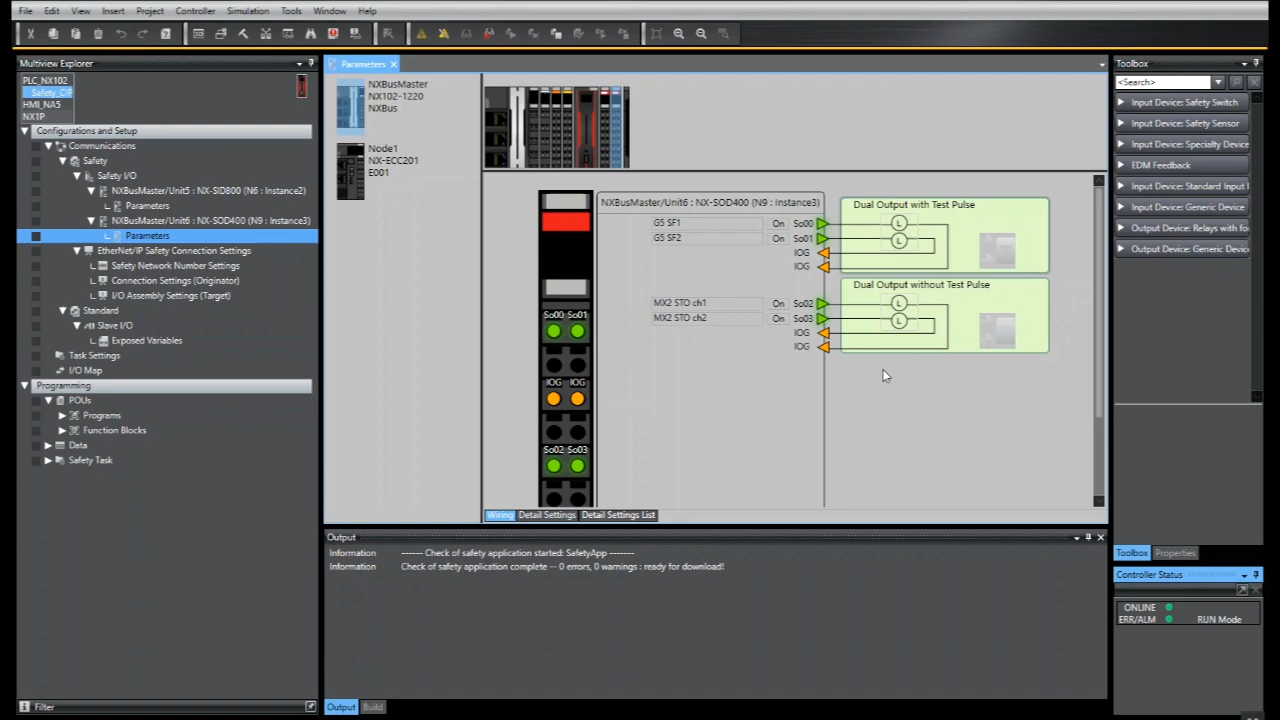 File Edit View Insert Project Controller Simulation Tools Window Help
Multiview Explorer
PLC_NX102
Safety_CIP
HMI_NA5
NX1P
Configurations and Setup
Communications
Safety
Safety I/O
NXBusMaster/Unit5 : NX-SID800 (N6 : Instance2)
Parameters
NXBusMaster/Unit6 : NX-SOD400 (N9 : Instance3)
Parameters
EtherNet/IP Safety Connection Settings
Safety Network Number Settings
Connection Settings (Originator)
I/O Assembly Settings (Target)
Standard
Slave I/O
Exposed Variables
Task Settings
I/O Map
Programming
POUs
Programs
Function Blocks
Data
Safety Task
Filter
Parameters
NXBusMaster
NX102-1220
NXBus
Node1
NX-ECC201
E001
NXBusMaster/Unit6 : NX-SOD400 (N9 : Instance3)
G5 SF1 On So00
G5 SF2 On So01
IOG
IOG
Dual Output with Test Pulse
L
L
MX2 STO ch1 On So02
MX2 STO ch2 On So03
IOG
IOG
Dual Output without Test Pulse
L
L
So00 So01
IOG IOG
So02 So03
Wiring Detail Settings Detail Settings List
Output
Information ------ Check of safety application started: SafetyApp -------
Information Check of safety application complete -- 0 errors, 0 warnings : ready for download!
Output Build
Toolbox
<Search>
Input Device: Safety Switch
Input Device: Safety Sensor
Input Device: Specialty Device
EDM Feedback
Input Device: Standard Input
Input Device: Generic Device
Output Device: Relays with fo
Output Device: Generic Devic
Toolbox Properties
Controller Status
ONLINE
ERR/ALM RUN Mode